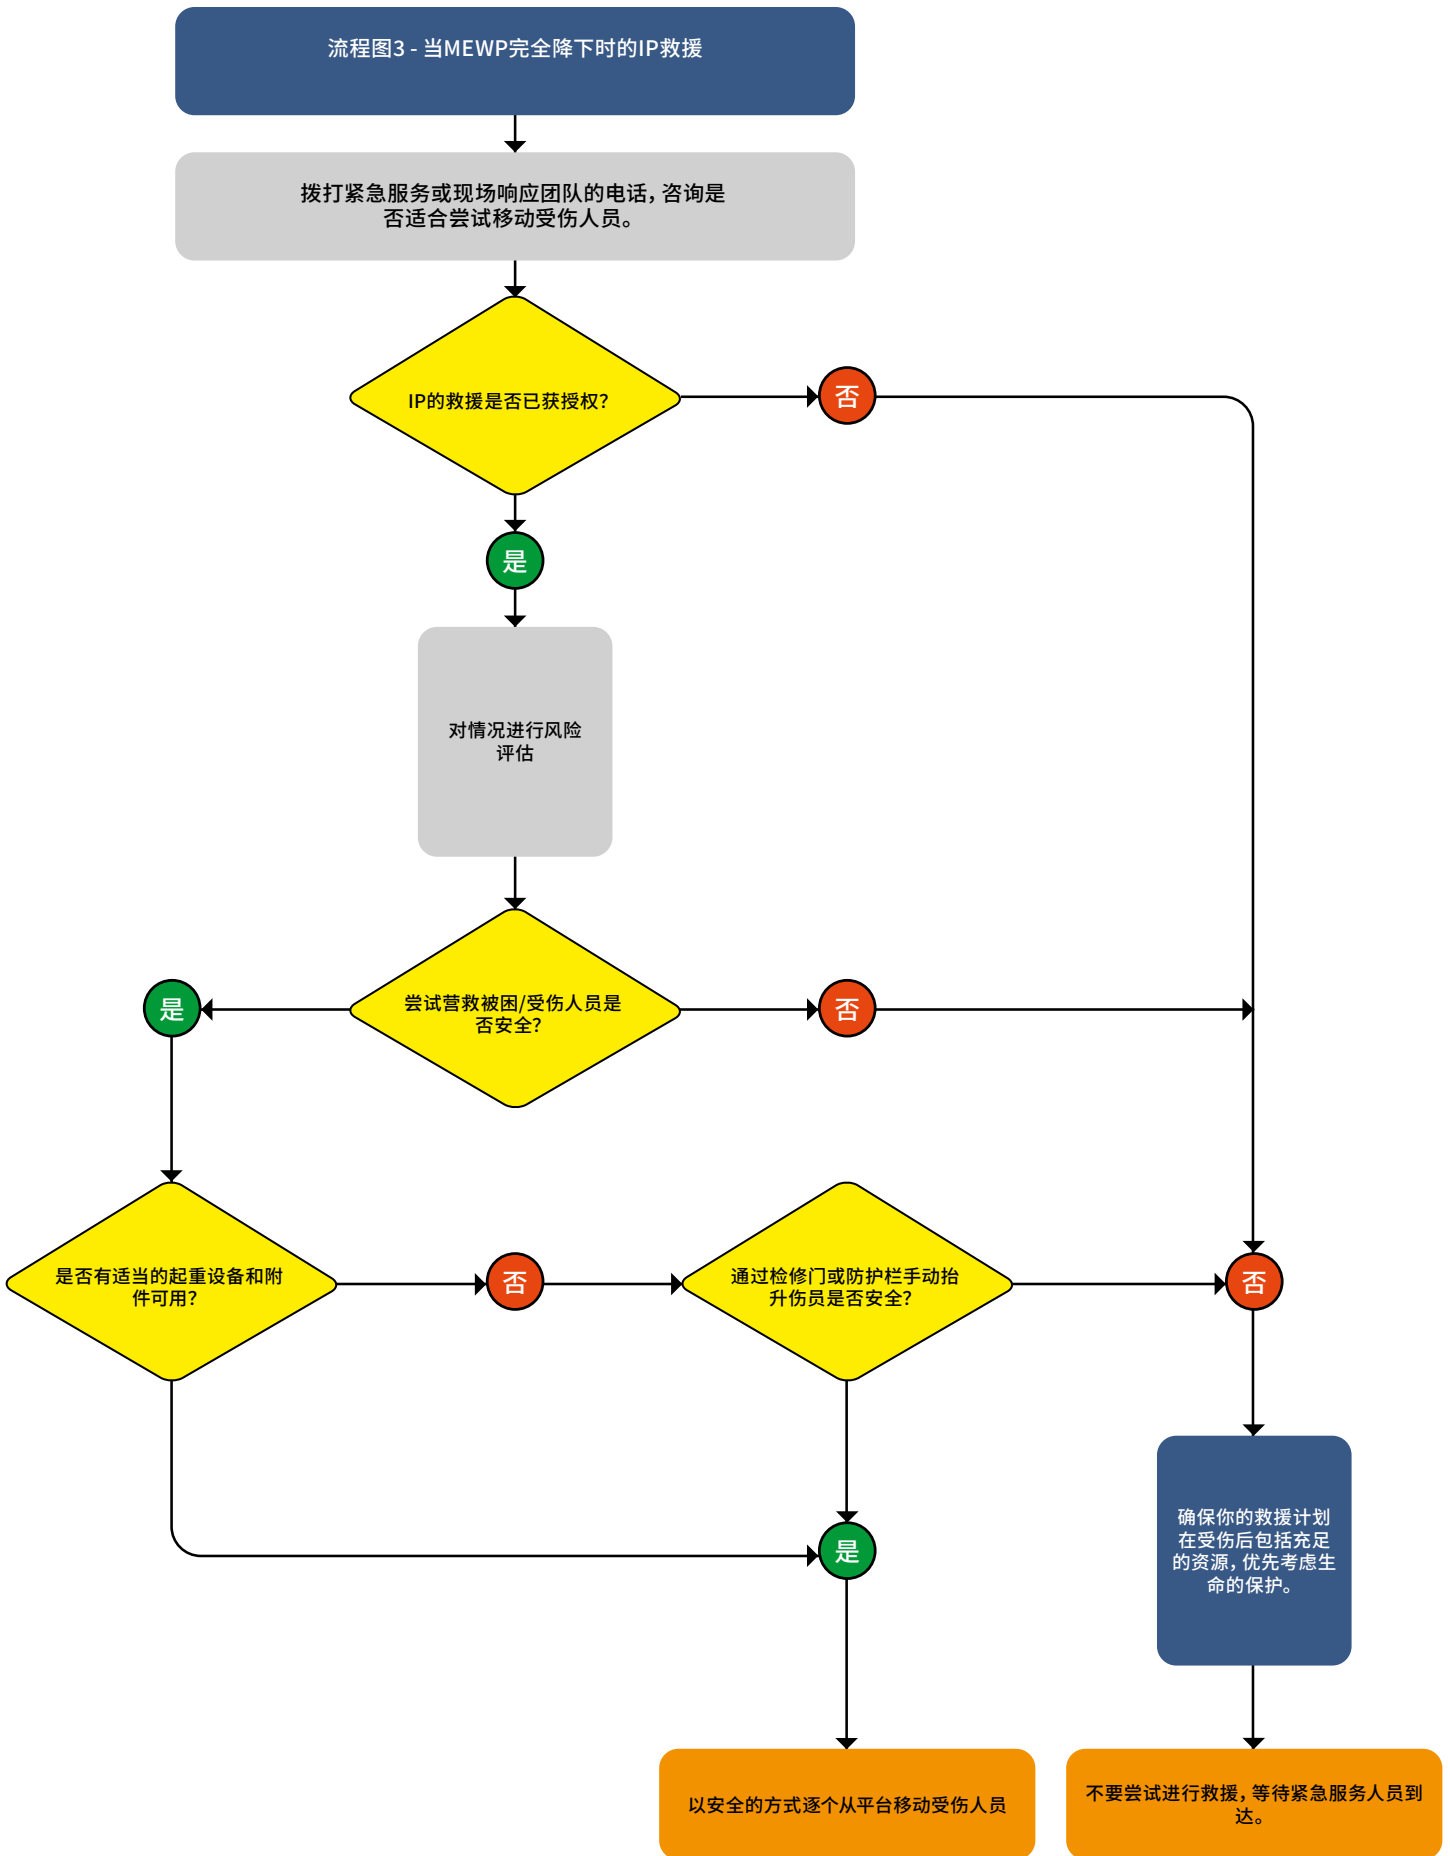 流程图3 - 当MEWP完全降下时的IP救援
拨打紧急服务或现场响应团队的电话，咨询是
否适合尝试移动受伤人员。
IP的救援是否已获授权？
否
是
对情况进行风险
评估
是
尝试营救被困/受伤人员是
否安全？
否
是否有适当的起重设备和附
件可用？
否
通过检修门或防护栏手动抬
升伤员是否安全？
否
是
确保你的救援计划
在受伤后包括充足
的资源，优先考虑生
命的保护。
以安全的方式逐个从平台移动受伤人员
不要尝试进行救援，等待紧急服务人员到
达。